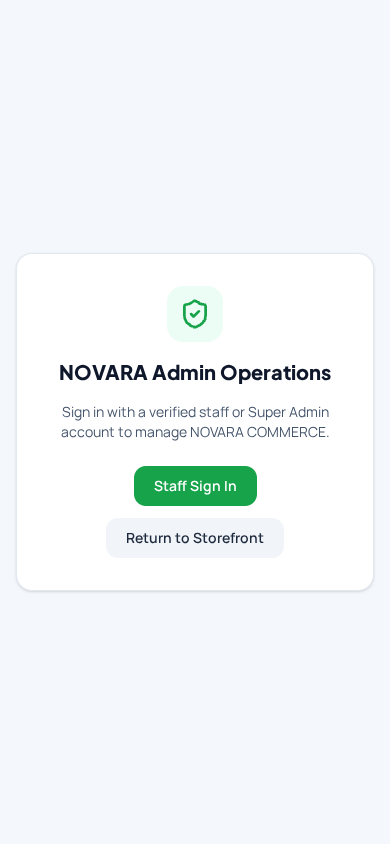 NOVARA Admin Operations
Sign in with a verified staff or Super Admin
account to manage NOVARA COMMERCE.
Staff Sign In
Return to Storefront